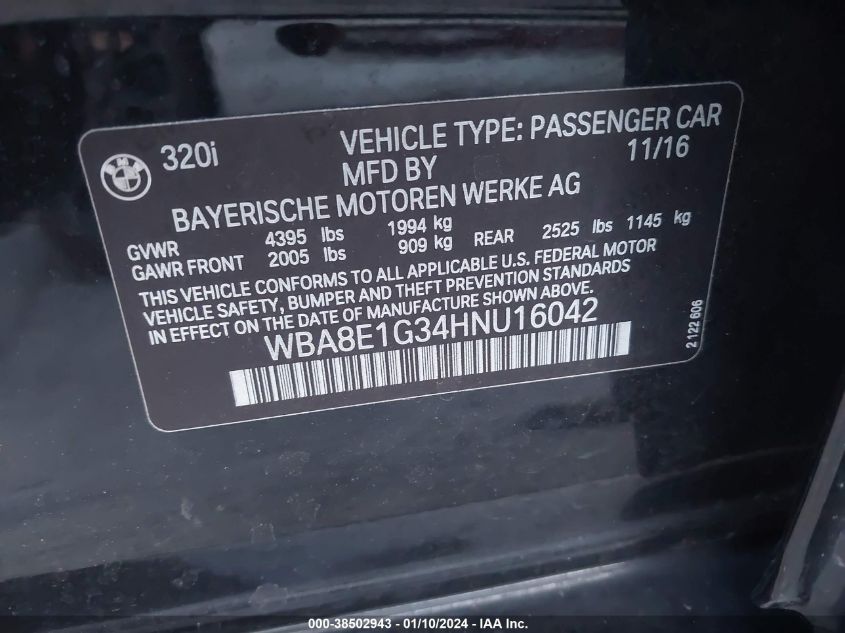 BMW
320i
VEHICLE TYPE: PASSENGER CAR
MFD BY 11/16
BAYERISCHE MOTOREN WERKE AG
GVWR 4395 lbs 1994 kg
GAWR FRONT 2005 lbs 909 kg REAR 2525 lbs 1145 kg
THIS VEHICLE CONFORMS TO ALL APPLICABLE U.S. FEDERAL MOTOR
VEHICLE SAFETY, BUMPER AND THEFT PREVENTION STANDARDS
IN EFFECT ON THE DATE OF MANUFACTURE SHOWN ABOVE.
WBA8E1G34HNU16042
2 122 606
000-38502943 - 01/10/2024 - IAA Inc.